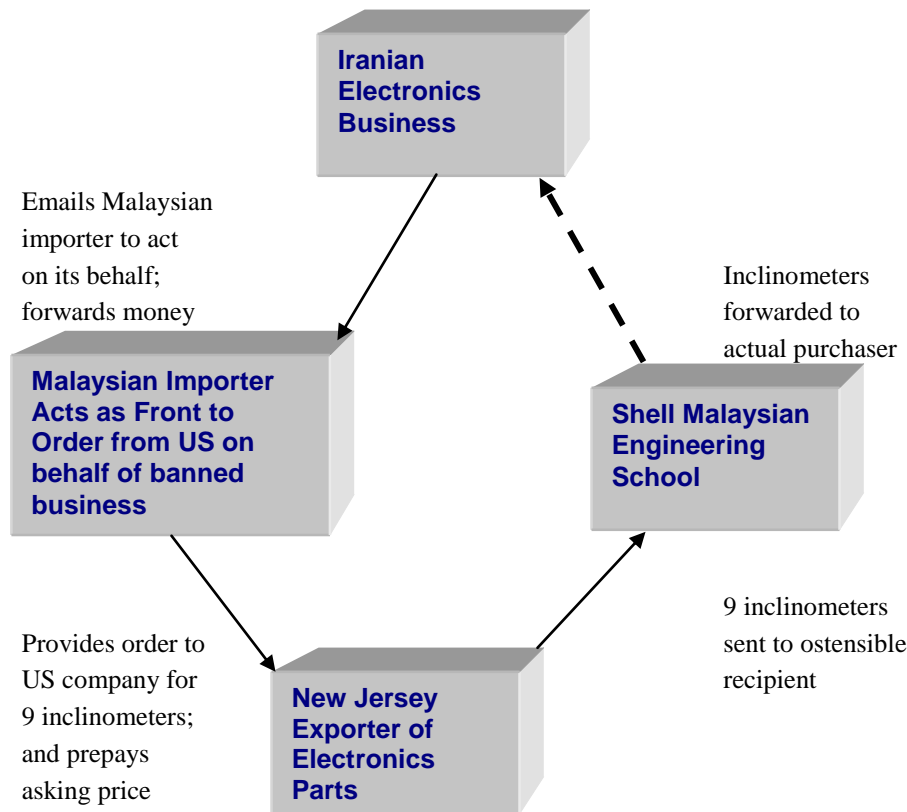 Iranian
Electronics
Business
Emails Malaysian
importer to act
on its behalf;
forwards money
Inclinometers
forwarded to
actual purchaser
Malaysian Importer
Acts as Front to
Order from US on
behalf of banned
business
Shell Malaysian
Engineering
School
Provides order to
US company for
9 inclinometers;
and prepays
asking price
New Jersey
Exporter of
Electronics
Parts
9 inclinometers
sent to ostensible
recipient